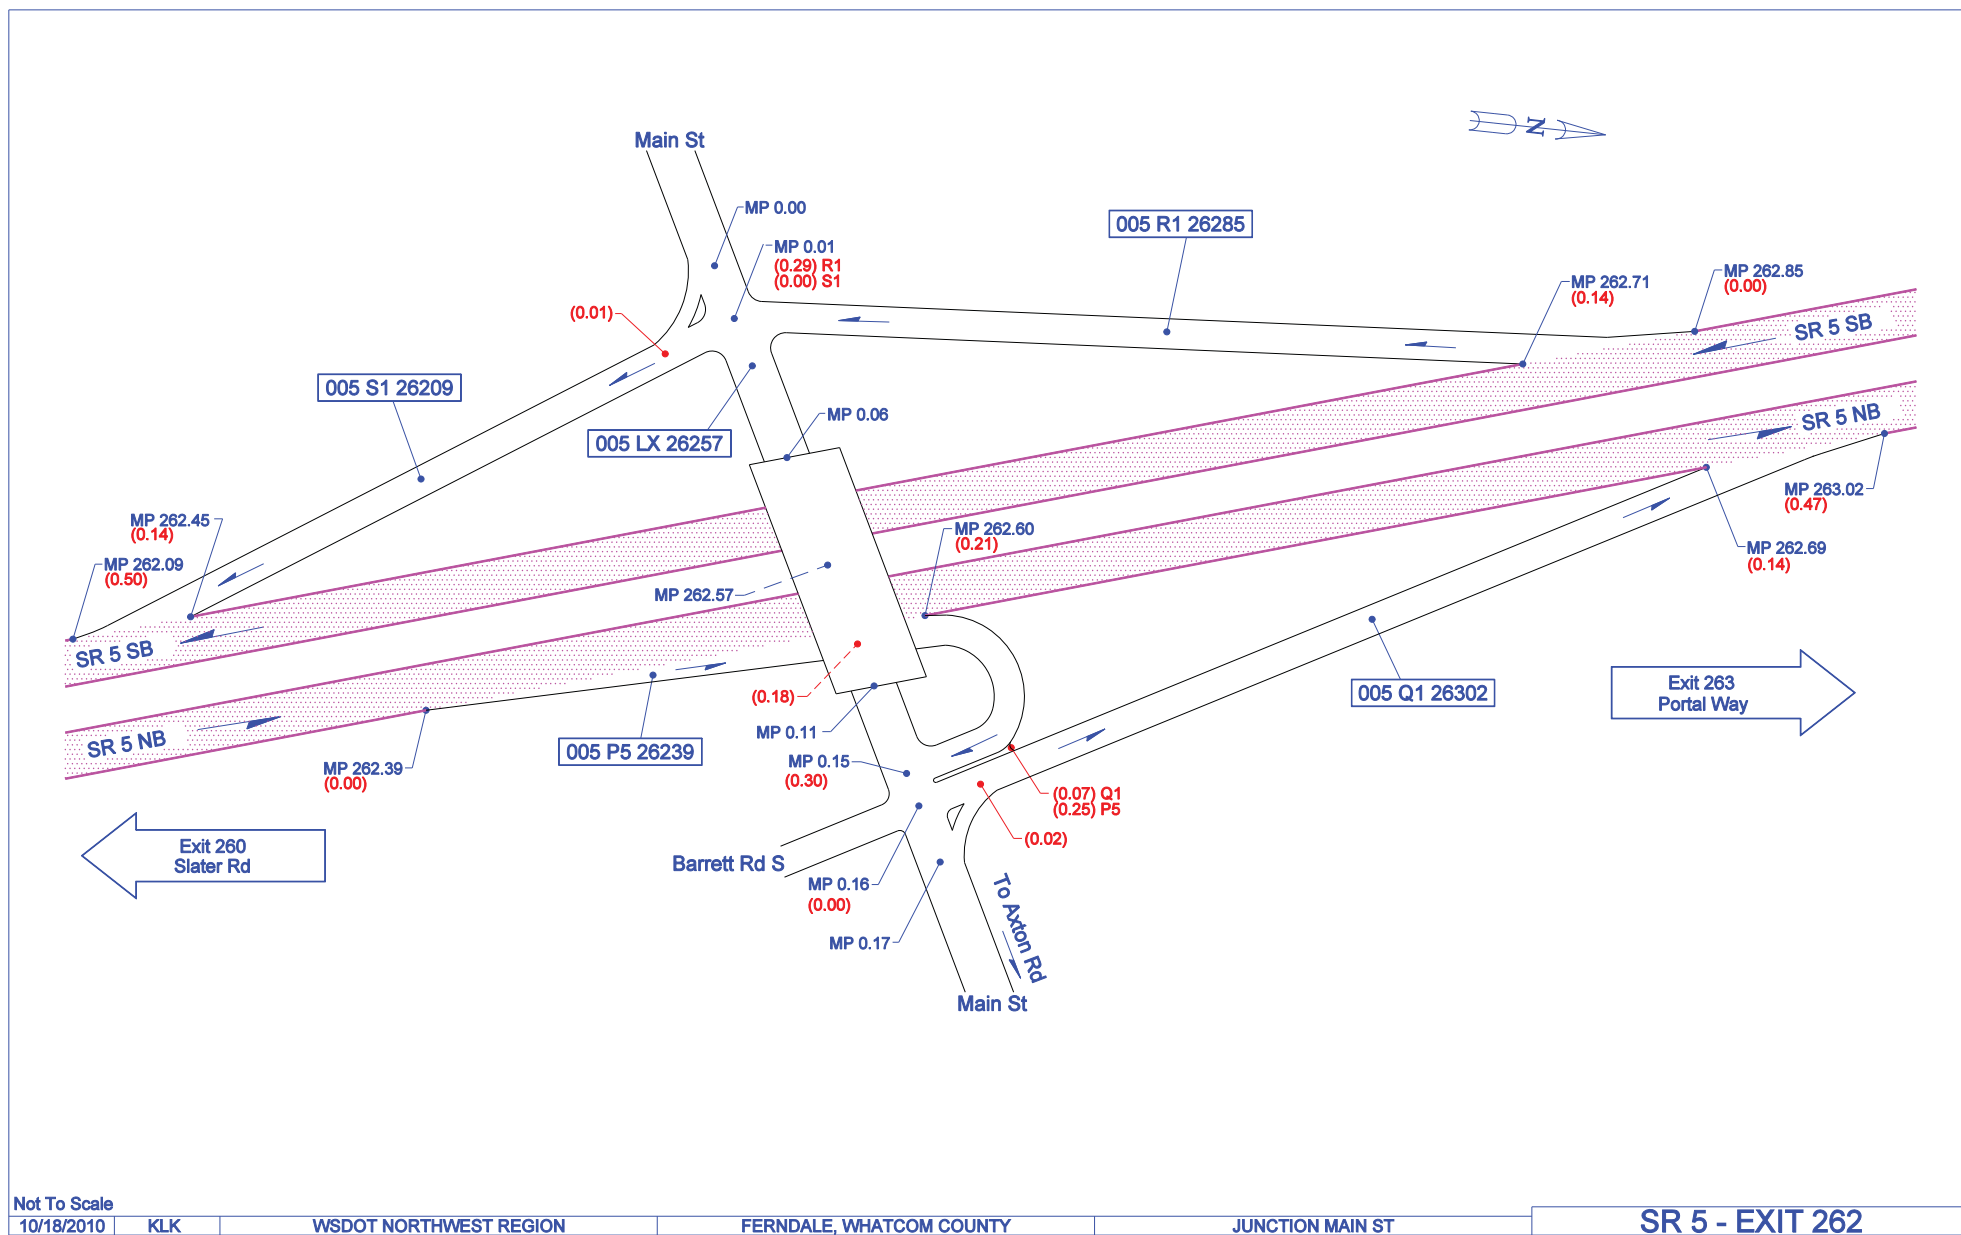 Main St
N
MP 0.00
005 R1 26285
MP 0.01
(0.29) R1
(0.00) S1
MP 262.85
(0.00)
MP 262.71
(0.14)
(0.01)
SR 5 SB
005 S1 26209
SR 5 NB
MP 0.06
005 LX 26257
MP 262.45
(0.14)
MP 263.02
(0.47)
MP 262.60
(0.21)
MP 262.69
(0.14)
MP 262.09
(0.50)
MP 262.57
SR 5 SB
(0.18)
005 Q1 26302
Exit 263
Portal Way
MP 0.11
SR 5 NB
005 P5 26239
MP 262.39
(0.00)
MP 0.15
(0.30)
(0.07) Q1
(0.25) P5
(0.02)
Exit 260
Slater Rd
Barrett Rd S
MP 0.16
(0.00)
To Axton Rd
MP 0.17
Main St
Not To Scale
10/18/2010 KLK WSDOT NORTHWEST REGION FERNDALE, WHATCOM COUNTY JUNCTION MAIN ST SR 5 - EXIT 262